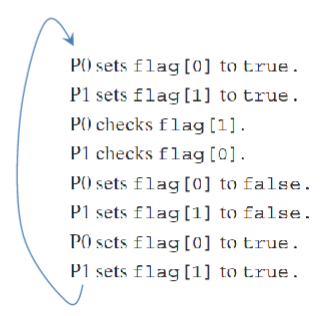 P0 sets flag[0] to true.
P1 sets flag[1] to true.
P0 checks flag[1].
P1 checks flag[0].
P0 sets flag[0] to false.
P1 sets flag[1] to false.
P0 sets flag[0] to true.
P1 sets flag[1] to true.